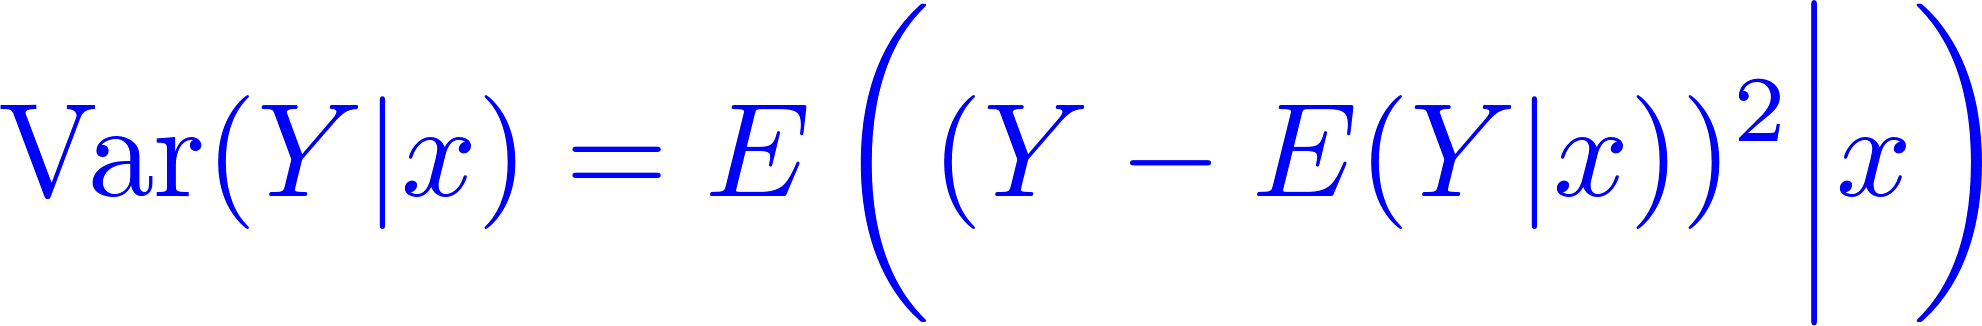 Var(Y|x) = E((Y − E(Y|x))²|x)